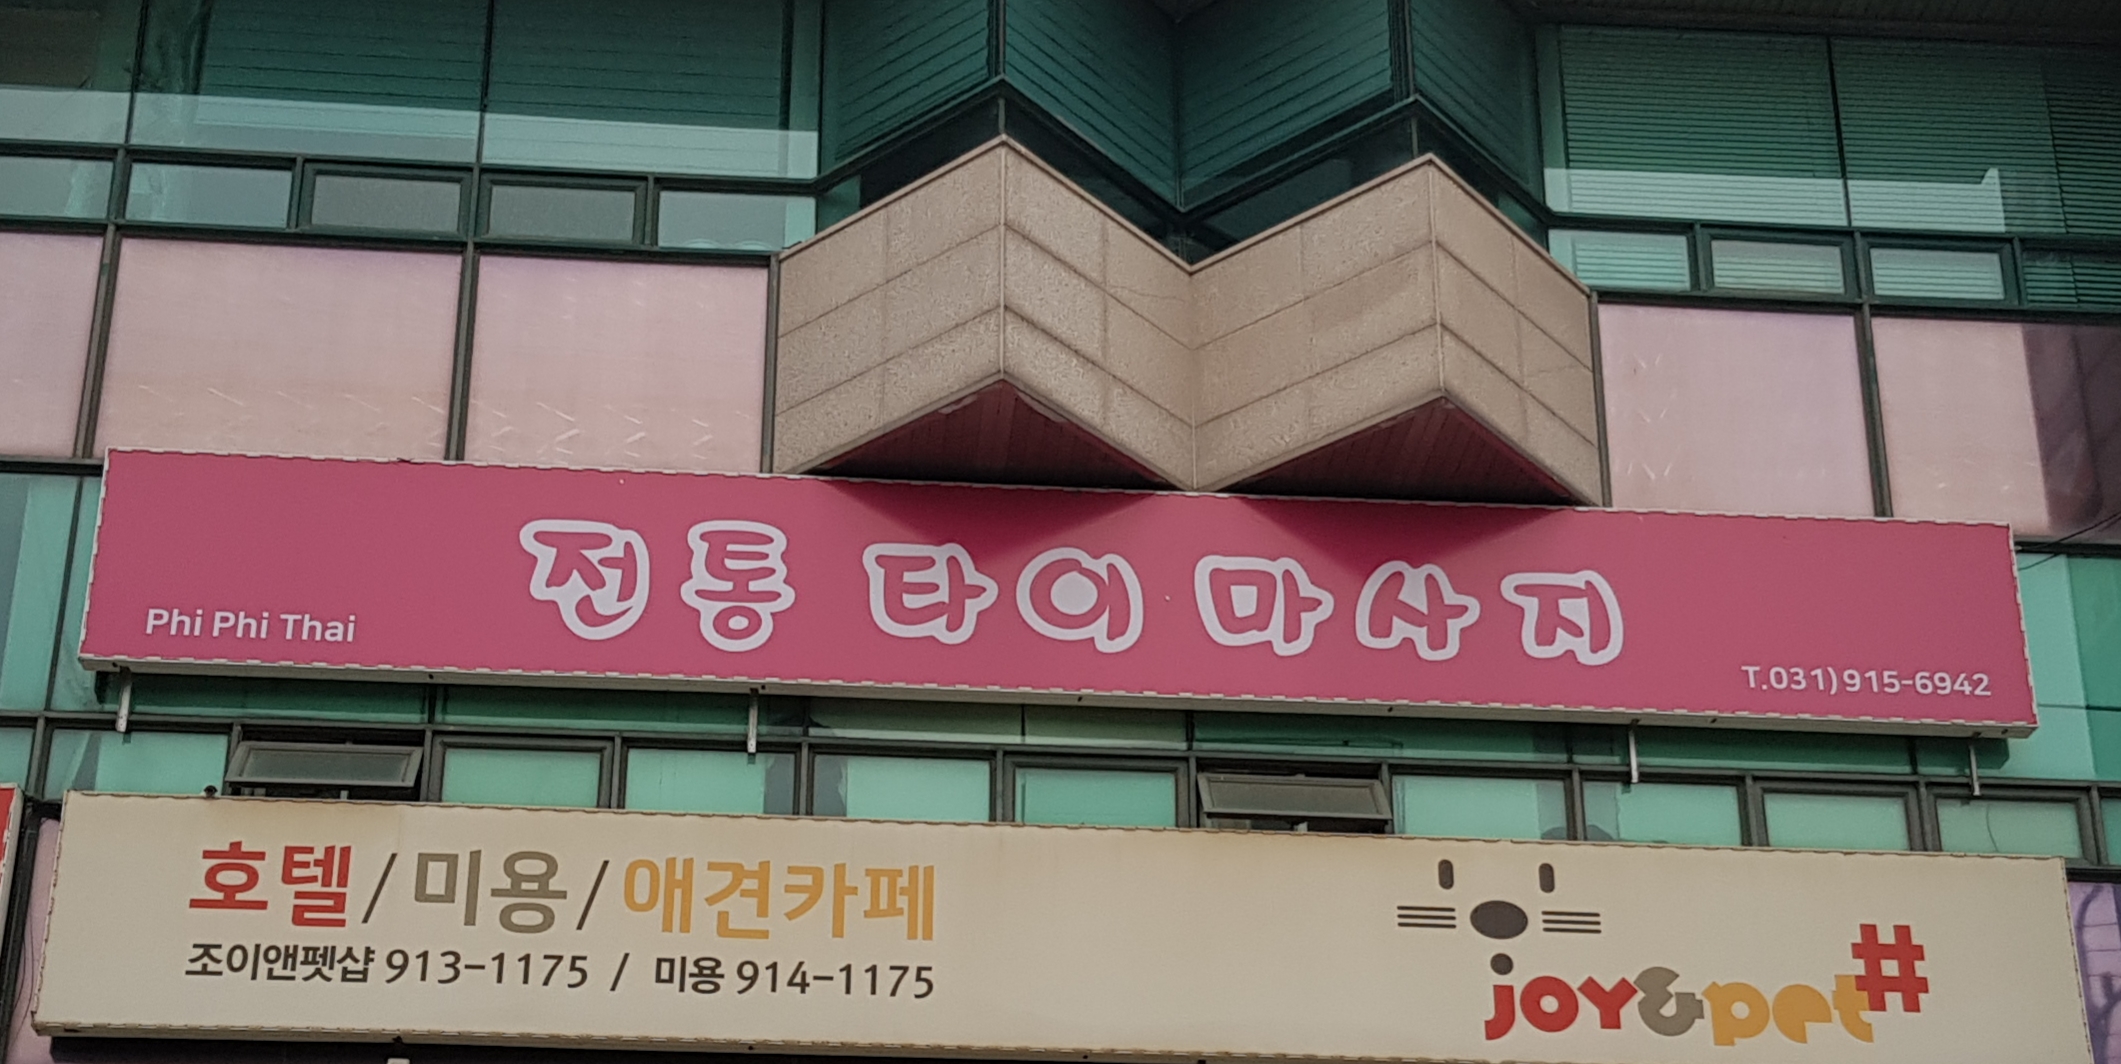 전통 타이 마사지
Phi Phi Thai
T.031)915-6942
호텔/미용/애견카페
조이앤펫샵 913-1175 / 미용 914-1175
joy&pet#